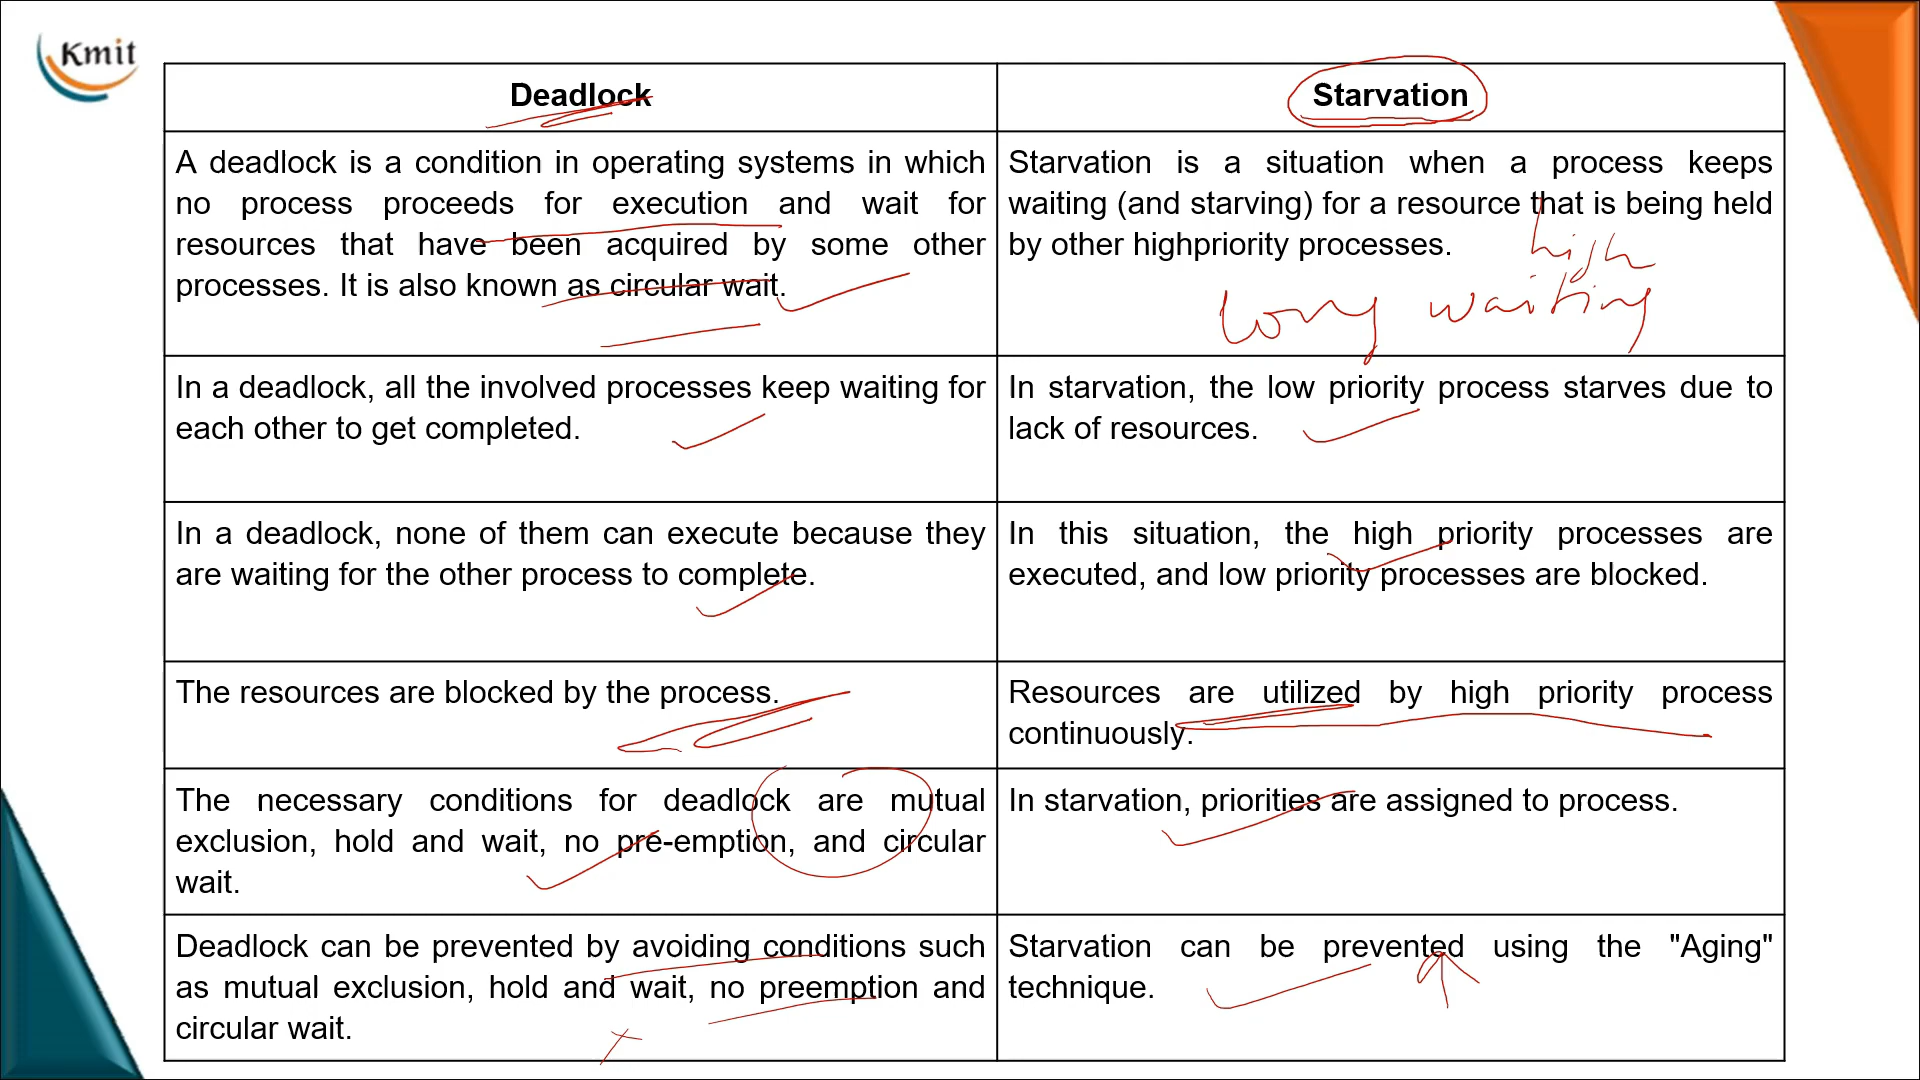 Kmit
Deadlock
Starvation
A deadlock is a condition in operating systems in which
no process proceeds for execution and wait for
resources that have been acquired by some other
processes. It is also known as circular wait.
Starvation is a situation when a process keeps
waiting (and starving) for a resource that is being held
by other highpriority processes.
high
long waiting
In a deadlock, all the involved processes keep waiting for
each other to get completed.
In starvation, the low priority process starves due to
lack of resources.
In a deadlock, none of them can execute because they
are waiting for the other process to complete.
In this situation, the high priority processes are
executed, and low priority processes are blocked.
The resources are blocked by the process.
Resources are utilized by high priority process
continuously.
The necessary conditions for deadlock are mutual
exclusion, hold and wait, no pre-emption, and circular
wait.
In starvation, priorities are assigned to process.
Deadlock can be prevented by avoiding conditions such
as mutual exclusion, hold and wait, no preemption and
circular wait.
Starvation can be prevented using the "Aging"
technique.